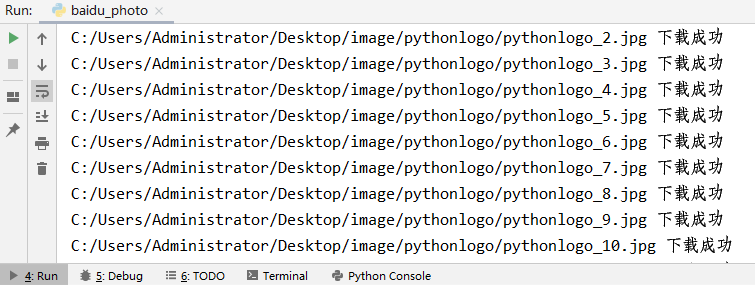 Run: baidu_photo
C:/Users/Administrator/Desktop/image/pythonlogo/pythonlogo_2.jpg 下载成功
C:/Users/Administrator/Desktop/image/pythonlogo/pythonlogo_3.jpg 下载成功
C:/Users/Administrator/Desktop/image/pythonlogo/pythonlogo_4.jpg 下载成功
C:/Users/Administrator/Desktop/image/pythonlogo/pythonlogo_5.jpg 下载成功
C:/Users/Administrator/Desktop/image/pythonlogo/pythonlogo_6.jpg 下载成功
C:/Users/Administrator/Desktop/image/pythonlogo/pythonlogo_7.jpg 下载成功
C:/Users/Administrator/Desktop/image/pythonlogo/pythonlogo_8.jpg 下载成功
C:/Users/Administrator/Desktop/image/pythonlogo/pythonlogo_9.jpg 下载成功
C:/Users/Administrator/Desktop/image/pythonlogo/pythonlogo_10.jpg 下载成功
4: Run 5: Debug 6: TODO Terminal Python Console